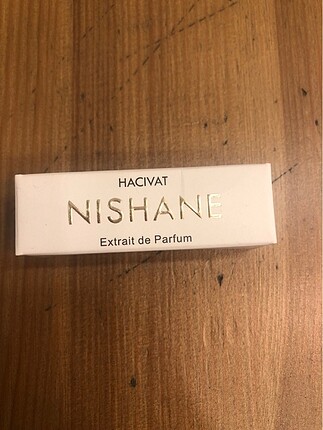 HACIVAT
NISHANE
Extrait de Parfum